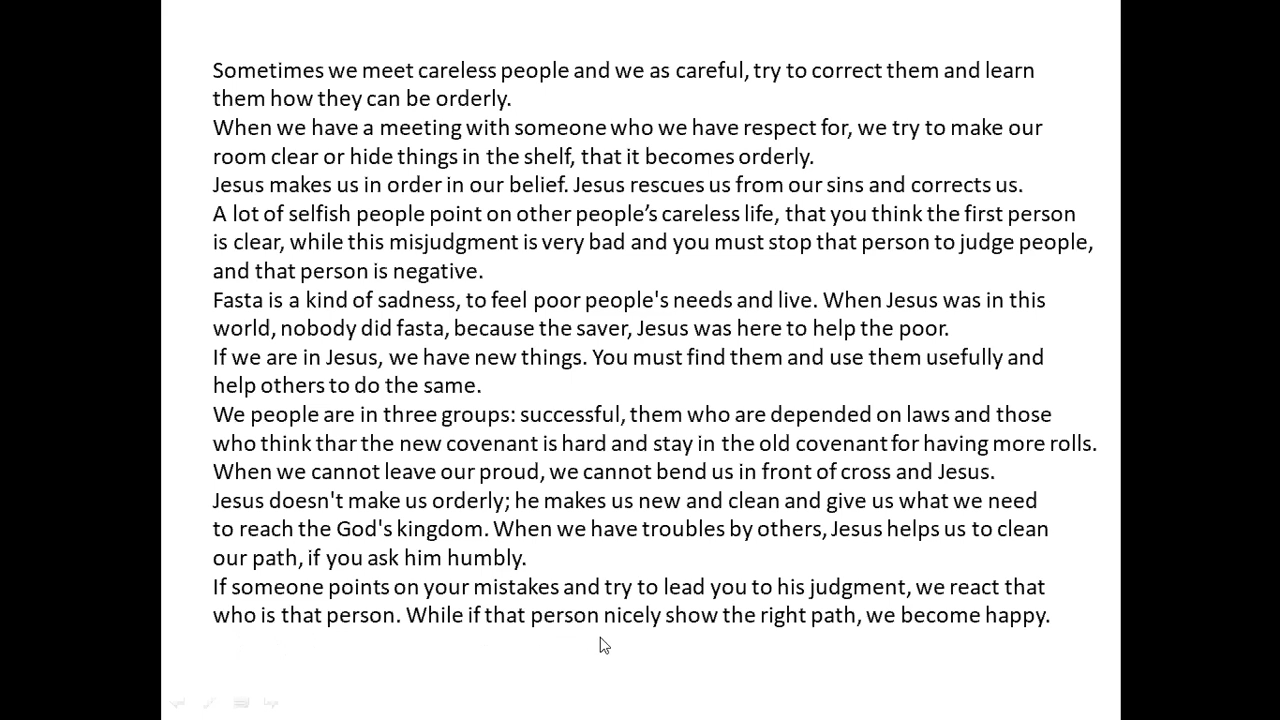 Sometimes we meet careless people and we as careful, try to correct them and learn
them how they can be orderly.
When we have a meeting with someone who we have respect for, we try to make our
room clear or hide things in the shelf, that it becomes orderly.
Jesus makes us in order in our belief. Jesus rescues us from our sins and corrects us.
A lot of selfish people point on other people’s careless life, that you think the first person
is clear, while this misjudgment is very bad and you must stop that person to judge people,
and that person is negative.
Fasta is a kind of sadness, to feel poor people's needs and live. When Jesus was in this
world, nobody did fasta, because the saver, Jesus was here to help the poor.
If we are in Jesus, we have new things. You must find them and use them usefully and
help others to do the same.
We people are in three groups: successful, them who are depended on laws and those
who think thar the new covenant is hard and stay in the old covenant for having more rolls.
When we cannot leave our proud, we cannot bend us in front of cross and Jesus.
Jesus doesn't make us orderly; he makes us new and clean and give us what we need
to reach the God's kingdom. When we have troubles by others, Jesus helps us to clean
our path, if you ask him humbly.
If someone points on your mistakes and try to lead you to his judgment, we react that
who is that person. While if that person nicely show the right path, we become happy.